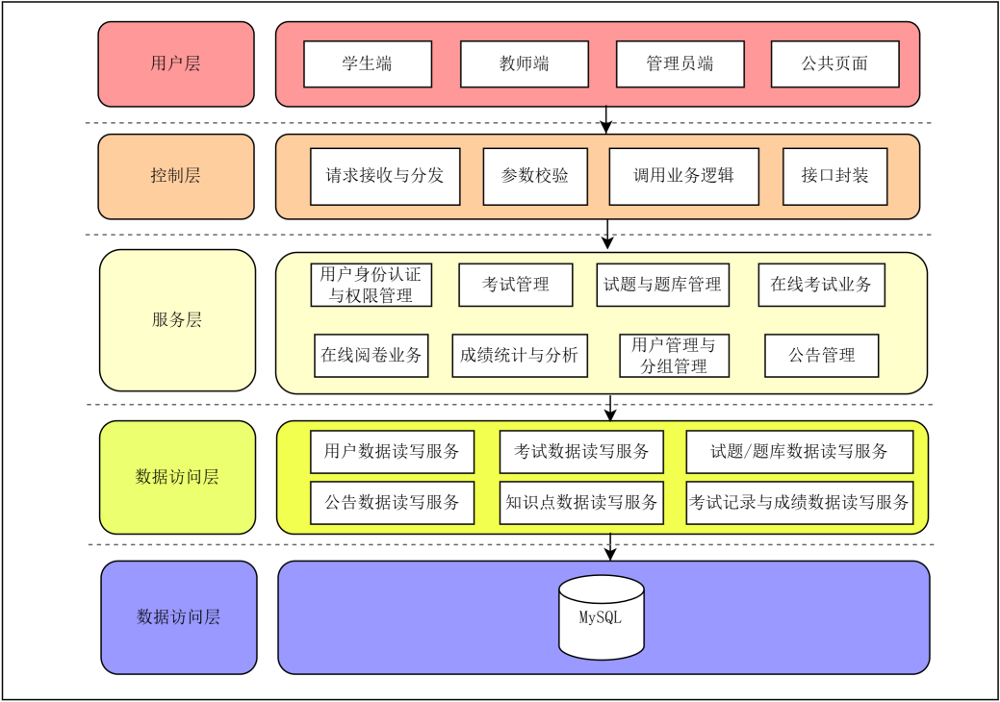 用户层
学生端
教师端
管理员端
公共页面
控制层
请求接收与分发
参数校验
调用业务逻辑
接口封装
服务层
用户身份认证
与权限管理
考试管理
试题与题库管理
在线考试业务
在线阅卷业务
成绩统计与分析
用户管理与
分组管理
公告管理
数据访问层
用户数据读写服务
考试数据读写服务
试题/题库数据读写服务
公告数据读写服务
知识点数据读写服务
考试记录与成绩数据读写服务
数据访问层
MySQL